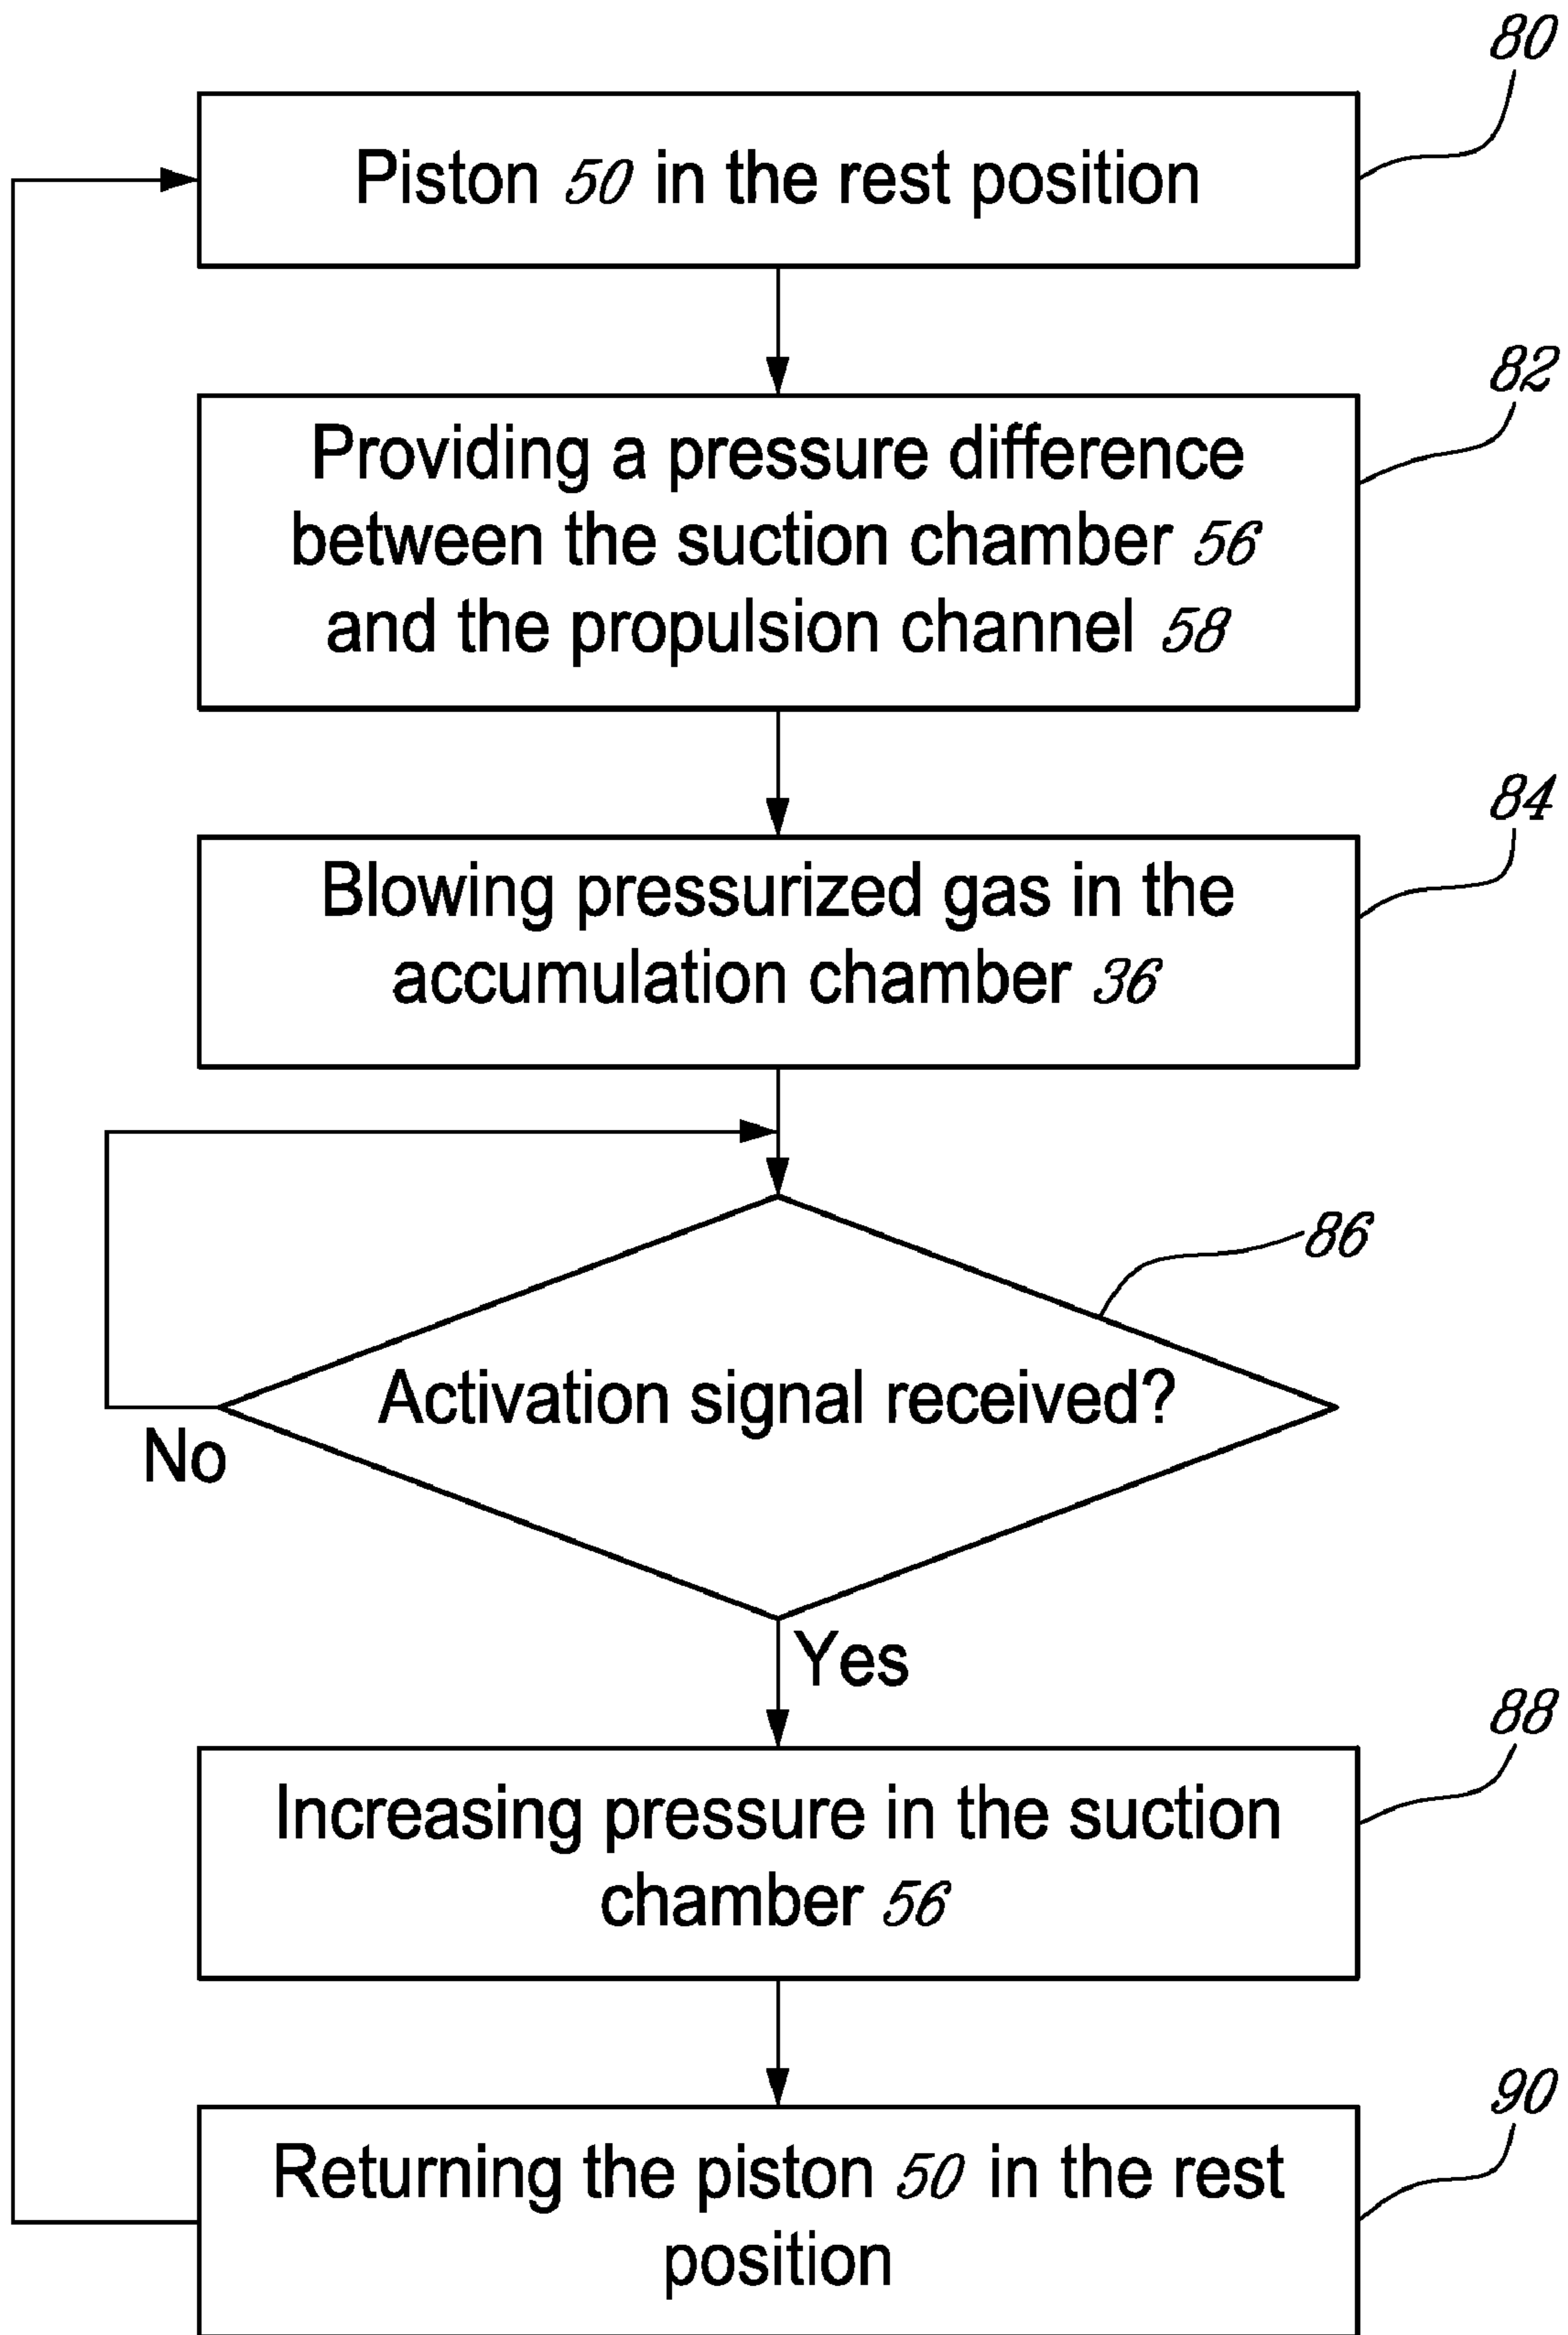 80
Piston 50 in the rest position
82
Providing a pressure difference
between the suction chamber 56
and the propulsion channel 58
84
Blowing pressurized gas in the
accumulation chamber 36
86
Activation signal received?
No
Yes
88
Increasing pressure in the suction
chamber 56
90
Returning the piston 50 in the rest
position